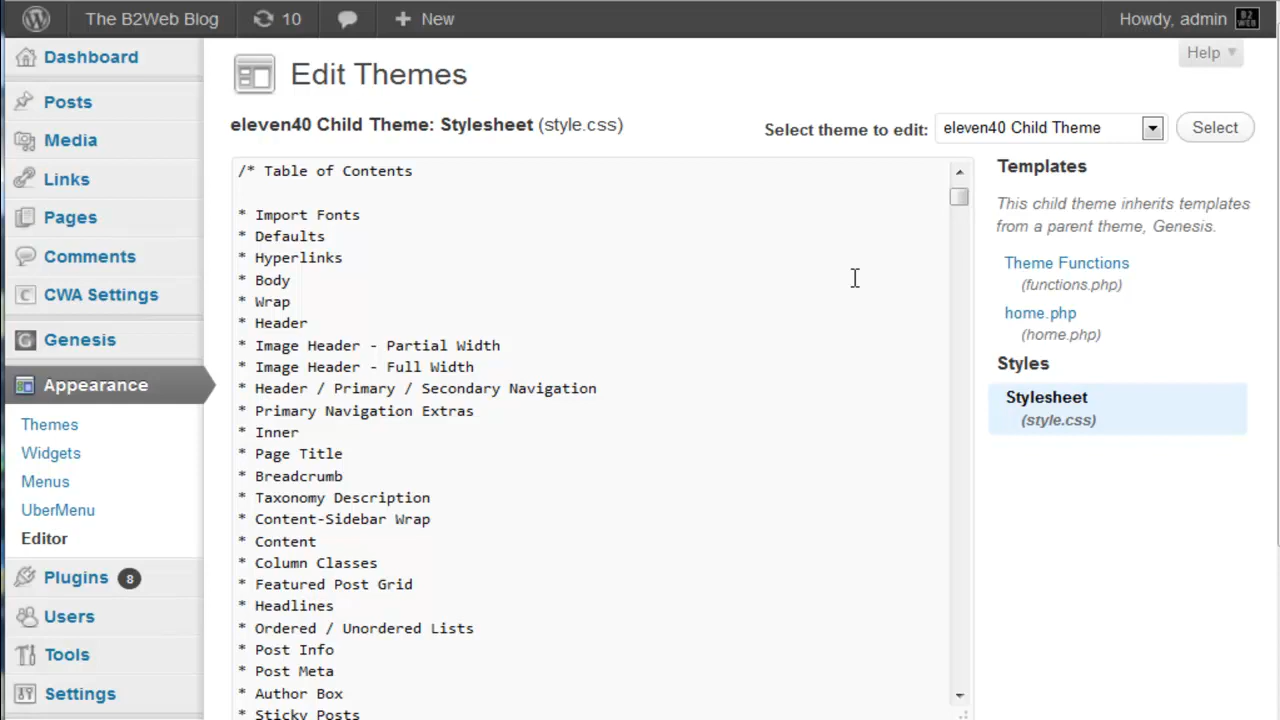 The B2Web Blog 10 New Howdy, admin B2 WEB
Help
Dashboard
Posts
Media
Links
Pages
Comments
CWA Settings
Genesis
Appearance
Themes
Widgets
Menus
UberMenu
Editor
Plugins 8
Users
Tools
Settings
Edit Themes
eleven40 Child Theme: Stylesheet (style.css)
Select theme to edit: eleven40 Child Theme Select
/* Table of Contents
* Import Fonts
* Defaults
* Hyperlinks
* Body
* Wrap
* Header
* Image Header - Partial Width
* Image Header - Full Width
* Header / Primary / Secondary Navigation
* Primary Navigation Extras
* Inner
* Page Title
* Breadcrumb
* Taxonomy Description
* Content-Sidebar Wrap
* Content
* Column Classes
* Featured Post Grid
* Headlines
* Ordered / Unordered Lists
* Post Info
* Post Meta
* Author Box
* Sticky Posts
Templates
This child theme inherits templates
from a parent theme, Genesis.
Theme Functions
(functions.php)
home.php
(home.php)
Styles
Stylesheet
(style.css)